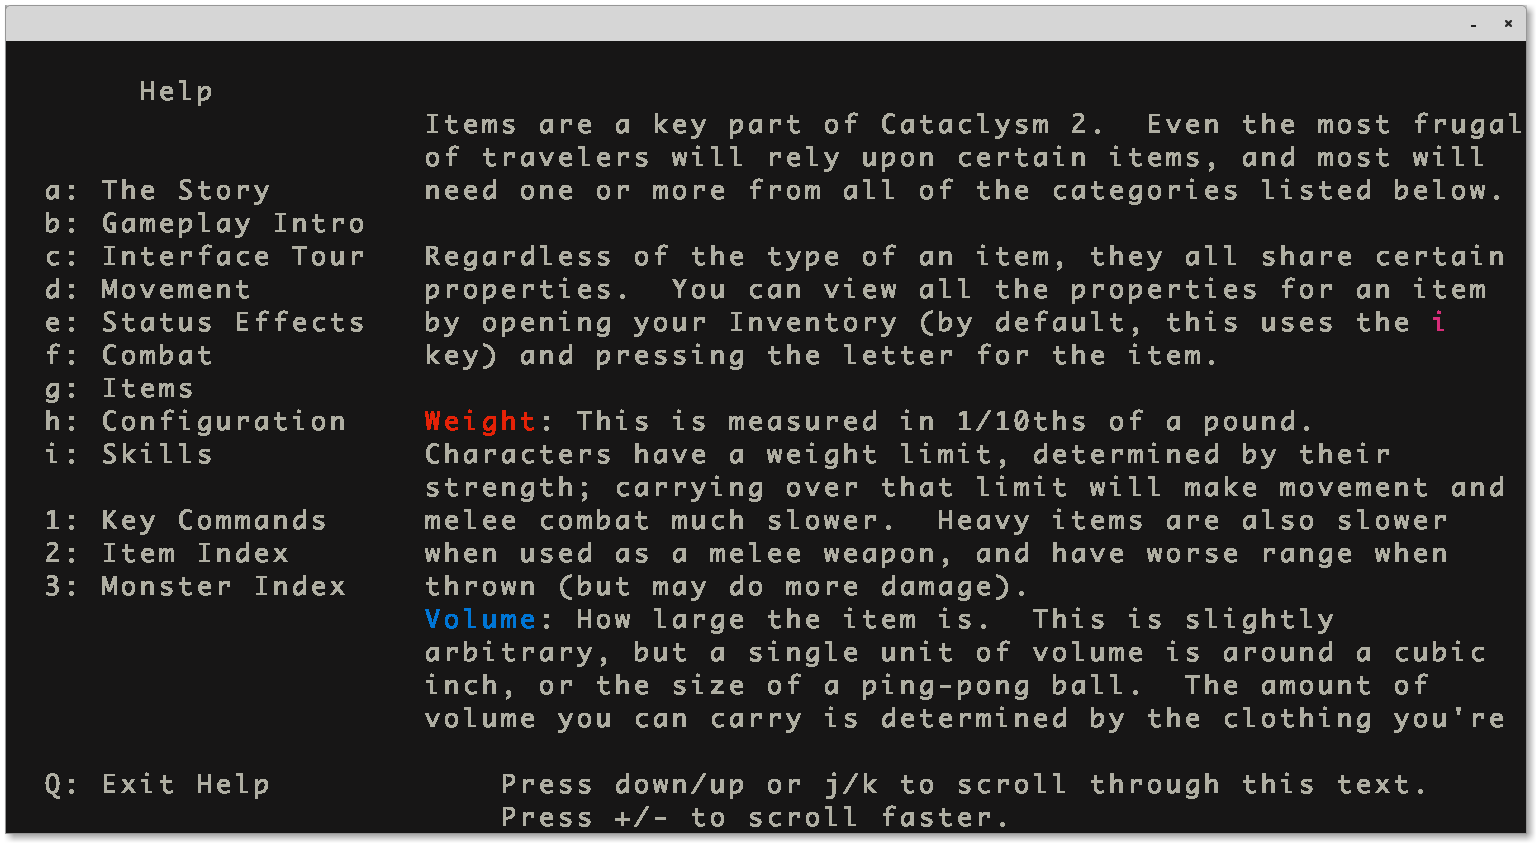 Help
a: The Story
b: Gameplay Intro
c: Interface Tour
d: Movement
e: Status Effects
f: Combat
g: Items
h: Configuration
i: Skills
1: Key Commands
2: Item Index
3: Monster Index
Q: Exit Help
Items are a key part of Cataclysm 2.  Even the most frugal
of travelers will rely upon certain items, and most will
need one or more from all of the categories listed below.
Regardless of the type of an item, they all share certain
properties.  You can view all the properties for an item
by opening your Inventory (by default, this uses the i
key) and pressing the letter for the item.
Weight: This is measured in 1/10ths of a pound.
Characters have a weight limit, determined by their
strength; carrying over that limit will make movement and
melee combat much slower.  Heavy items are also slower
when used as a melee weapon, and have worse range when
thrown (but may do more damage).
Volume: How large the item is.  This is slightly
arbitrary, but a single unit of volume is around a cubic
inch, or the size of a ping-pong ball.  The amount of
volume you can carry is determined by the clothing you're
Press down/up or j/k to scroll through this text.
Press +/- to scroll faster.